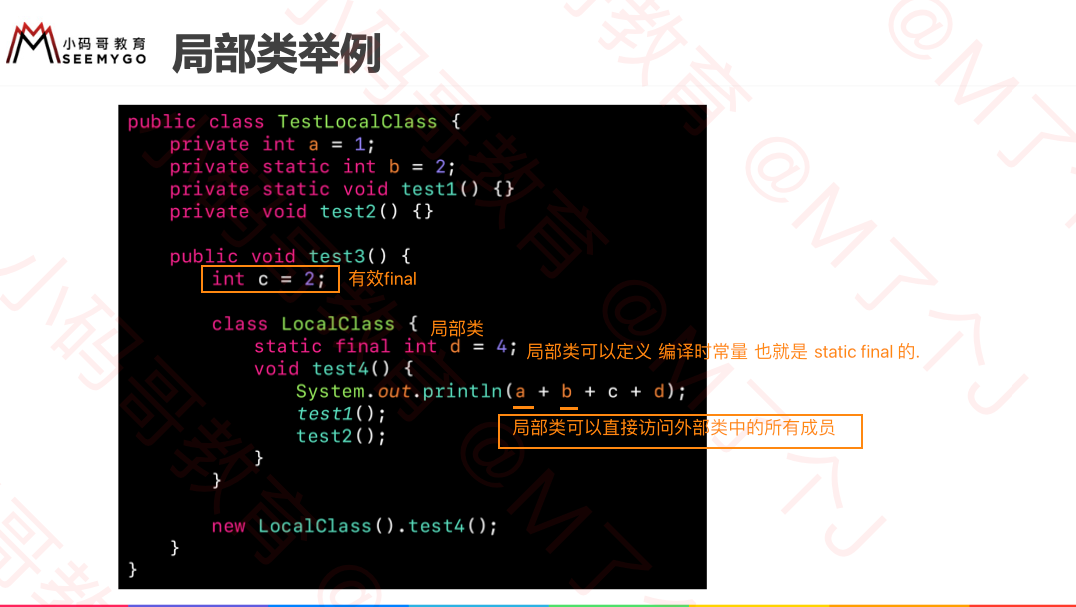 小码哥教育
SEEMYGO
局部类举例
public class TestLocalClass {
    private int a = 1;
    private static int b = 2;
    private static void test1() {}
    private void test2() {}

    public void test3() {
        int c = 2; 有效final

        class LocalClass { 局部类
            static final int d = 4; 局部类可以定义 编译时常量 也就是 static final 的.
            void test4() {
                System.out.println(a + b + c + d);
                test1(); 局部类可以直接访问外部类中的所有成员
                test2();
            }
        }

        new LocalClass().test4();
    }
}
小码哥教育 @M了个J